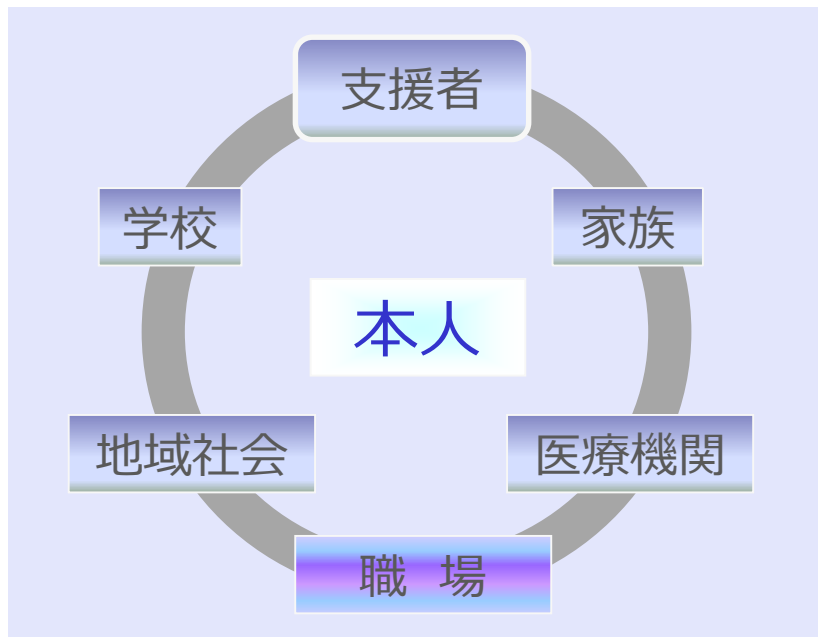 支援者
学校
家族
本人
地域社会
医療機関
職 場